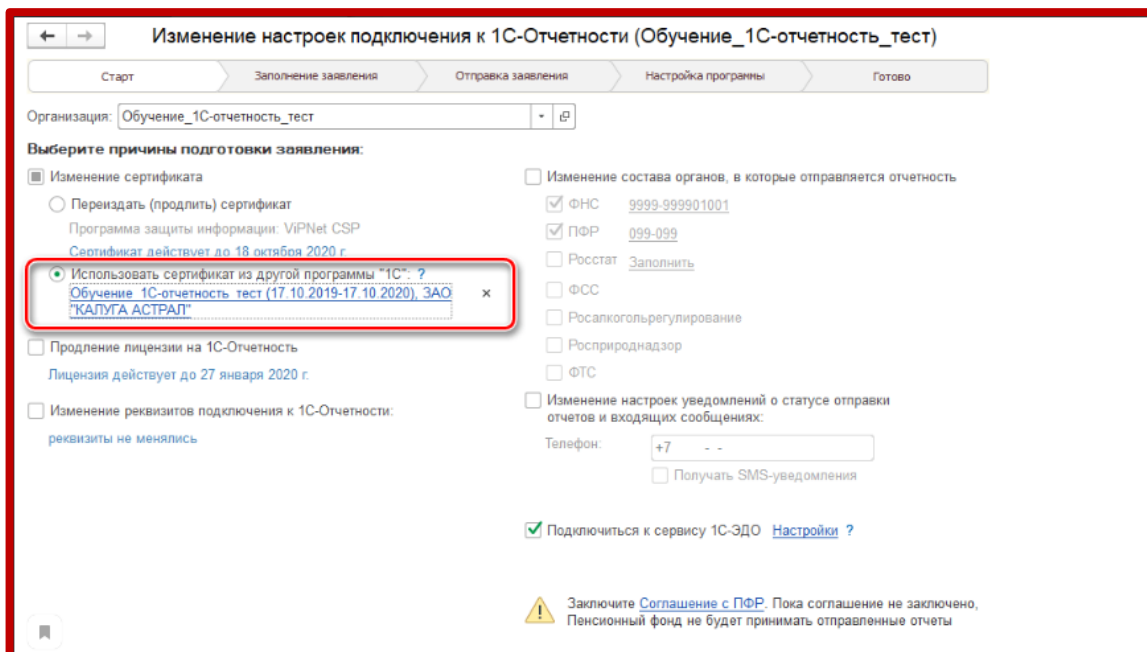 Изменение настроек подключения к 1С-Отчетности (Обучение_1С-отчетность_тест)
Старт
Заполнение заявления
Отправка заявления
Настройка программы
Готово
Организация: Обучение_1С-отчетность_тест
Выберите причины подготовки заявления:
Изменение сертификата
Переиздать (продлить) сертификат
Программа защиты информации: ViPNet CSP
Сертификат действует до 18 октября 2020 г.
Использовать сертификат из другой программы "1С": ?
Обучение_1С-отчетность_тест (17.10.2019-17.10.2020), ЗАО
"КАЛУГА АСТРАЛ"
Продление лицензии на 1С-Отчетность
Лицензия действует до 27 января 2020 г.
Изменение реквизитов подключения к 1С-Отчетности:
реквизиты не менялись
Изменение состава органов, в которые отправляется отчетность
ФНС 9999-999901001
ПФР 099-099
Росстат Заполнить
ФСС
Росалкогольрегулирование
Росприроднадзор
ФТС
Изменение настроек уведомлений о статусе отправки
отчетов и входящих сообщениях:
Телефон: +7 - -
Получать SMS-уведомления
Подключиться к сервису 1С-ЭДО Настройки ?
Заключите Соглашение с ПФР. Пока соглашение не заключено,
Пенсионный фонд не будет принимать отправленные отчеты